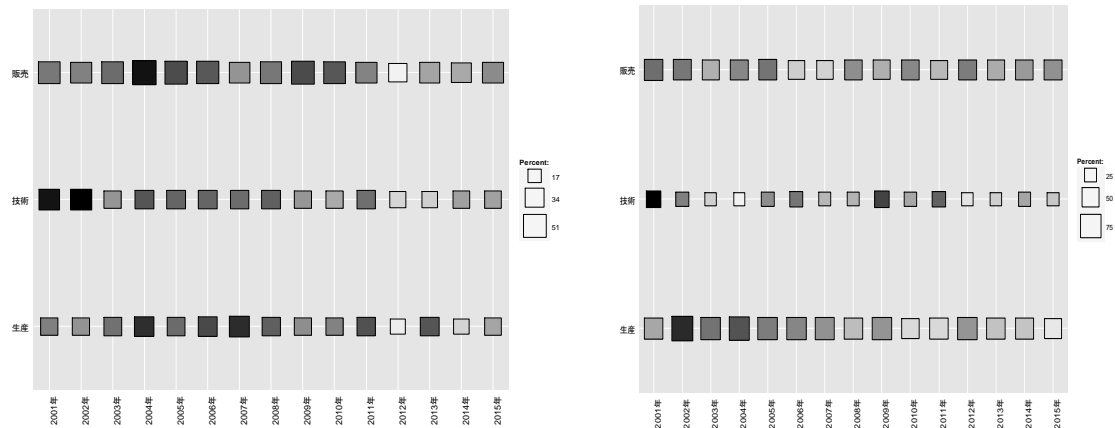 販売
技術
生産
2001年
2002年
2003年
2004年
2005年
2006年
2007年
2008年
2009年
2010年
2011年
2012年
2013年
2014年
2015年
Percent:
17
34
51
販売
技術
生産
2001年
2002年
2003年
2004年
2005年
2006年
2007年
2008年
2009年
2010年
2011年
2012年
2013年
2014年
2015年
Percent:
25
50
75